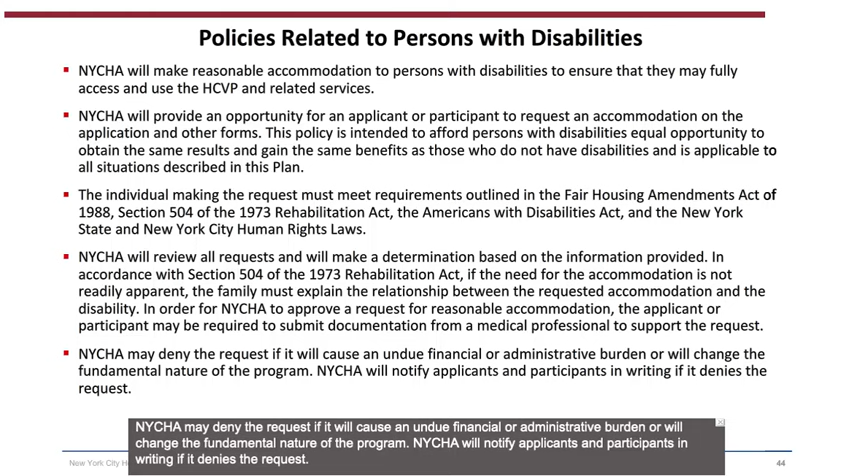 Policies Related to Persons with Disabilities
NYCHA will make reasonable accommodation to persons with disabilities to ensure that they may fully
access and use the HCVP and related services.
NYCHA will provide an opportunity for an applicant or participant to request an accommodation on the
application and other forms. This policy is intended to afford persons with disabilities equal opportunity to
obtain the same results and gain the same benefits as those who do not have disabilities and is applicable to
all situations described in this Plan.
The individual making the request must meet requirements outlined in the Fair Housing Amendments Act of
1988, Section 504 of the 1973 Rehabilitation Act, the Americans with Disabilities Act, and the New York
State and New York City Human Rights Laws.
NYCHA will review all requests and will make a determination based on the information provided. In
accordance with Section 504 of the 1973 Rehabilitation Act, if the need for the accommodation is not
readily apparent, the family must explain the relationship between the requested accommodation and the
disability. In order for NYCHA to approve a request for reasonable accommodation, the applicant or
participant may be required to submit documentation from a medical professional to support the request.
NYCHA may deny the request if it will cause an undue financial or administrative burden or will change the
fundamental nature of the program. NYCHA will notify applicants and participants in writing if it denies the
request.
NYCHA may deny the request if it will cause an undue financial or administrative burden or will
change the fundamental nature of the program. NYCHA will notify applicants and participants in
writing if it denies the request.
New York City
44